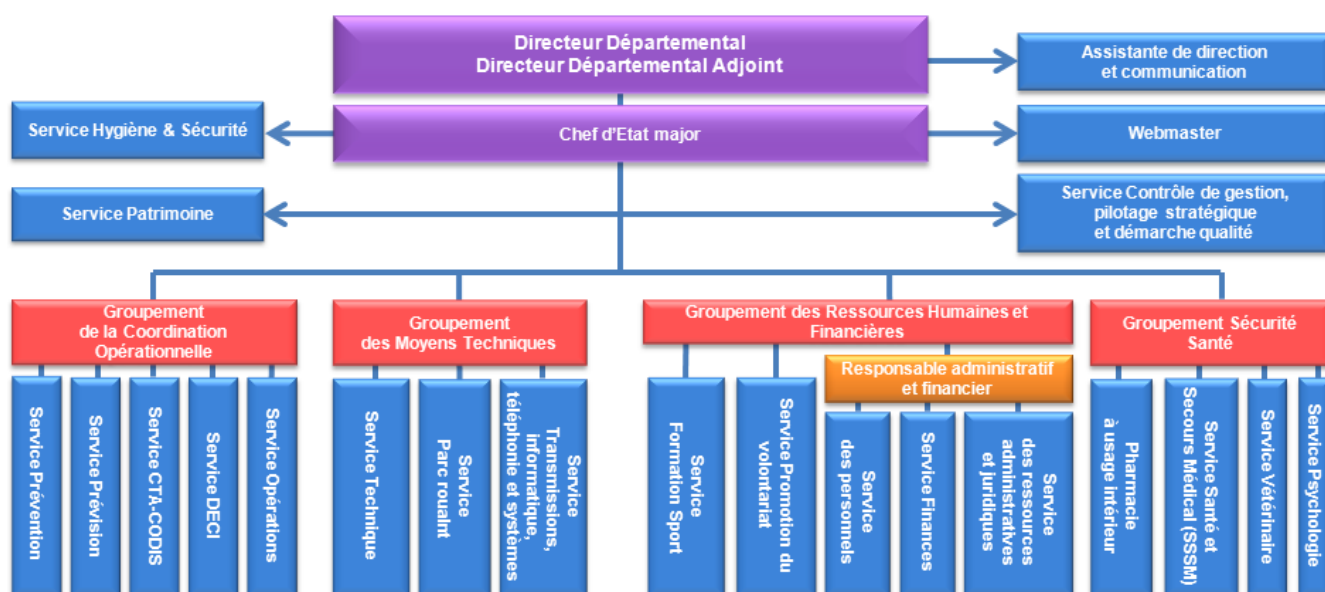 Directeur Départemental
Directeur Départemental Adjoint
Assistante de direction
et communication
Service Hygiène & Sécurité
Chef d'Etat major
Webmaster
Service Patrimoine
Service Contrôle de gestion,
pilotage stratégique
et démarche qualité
Groupement
de la Coordination
Opérationnelle
Groupement
des Moyens Techniques
Groupement des Ressources Humaines et
Financières
Groupement Sécurité
Santé
Responsable administratif
et financier
Service Prévention
Service Prévision
Service CTA-CODIS
Service DECI
Service Opérations
Service Technique
Service
Parc rouaInt
Service
Transmissions,
informatique,
téléphonie et systèmes
Service
Formation Sport
Service Promotion du
volontariat
Service
des personnels
Service Finances
Service
des ressources
administratives
et juridiques
Pharmacie
à usage intérieur
Service Santé et
Secours Médical (SSSM)
Service Vétérinaire
Service Psychologie